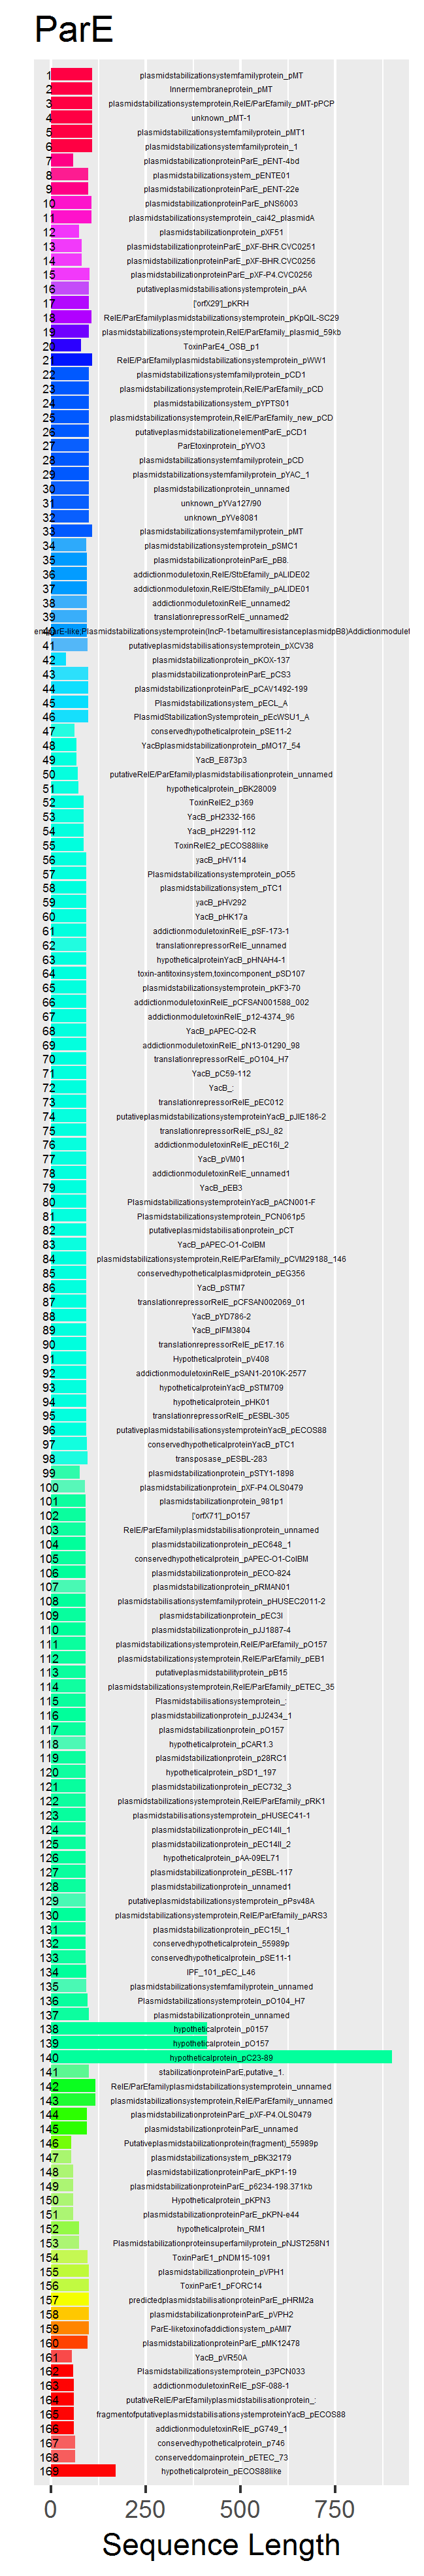 ParE
1 plasmidstabilizationsystemfamilyprotein_pMT
2 Innermembraneprotein_pMT
3 plasmidstabilizationsystemprotein,RelE/ParEfamily_pMT-pPCP
4 unknown_pMT-1
5 plasmidstabilizationsystemfamilyprotein_pMT1
6 plasmidstabilizationsystemfamilyprotein_1
7 plasmidstabilizationproteinParE_pENT-4bd
8 plasmidstabilizationsystem_pENTE01
9 plasmidstabilizationproteinParE_pENT-22e
10 plasmidstabilizationproteinParE_pNS6003
11 plasmidstabilizationsystemprotein_cai42_plasmidA
12 plasmidstabilizationprotein_pXF51
13 plasmidstabilizationproteinParE_pXF-BHR.CVC0251
14 plasmidstabilizationproteinParE_pXF-BHR.CVC0256
15 plasmidstabilizationproteinParE_pXF-P4.CVC0256
16 putativeplasmidstabilisationsystemprotein_pAA
17 ['orfX29']_pKRH
18 RelE/ParEfamilyplasmidstabilizationsystemprotein_pKpQIL-SC29
19 plasmidstabilizationsystemprotein,RelE/ParEfamily_plasmid_59kb
20 ToxinParE4_OSB_p1
21 RelE/ParEfamilyplasmidstabilizationsystemprotein_pWW1
22 plasmidstabilizationsystemfamilyprotein_pCD1
23 plasmidstabilizationsystemprotein,RelE/ParEfamily_pCD
24 plasmidstabilizationsystem_pYPTS01
25 plasmidstabilizationsystemprotein,RelE/ParEfamily_new_pCD
26 putativeplasmidstabilizationelementParE_pCD1
27 ParEtoxinprotein_pYVO3
28 plasmidstabilizationsystemfamilyprotein_pCD
29 plasmidstabilizationsystemfamilyprotein_pYAC_1
30 plasmidstabilizationprotein_unnamed
31 unknown_pYVa127/90
32 unknown_pYVe8081
33 plasmidstabilizationsystemfamilyprotein_pMT
34 plasmidstabilisationsystemprotein_pSMC1
35 plasmidstabilizationproteinParE_pB8.
36 addictionmoduletoxin,RelE/StbEfamily_pALIDE02
37 addictionmoduletoxin,RelE/StbEfamily_pALIDE01
38 addictionmoduletoxinRelE_unnamed2
39 translationrepressorRelE_unnamed2
40 ParE-like;Plasmidstabilizationsystemprotein(IncP-1betamultiresistanceplasmidpB8)Addictionmodulel
41 putativeplasmidstabilisationsystemprotein_pXCV38
42 plasmidstabilizationprotein_pKOX-137
43 plasmidstabilizationproteinParE_pCS3
44 plasmidstabilizationproteinParE_pCAV1492-199
45 Plasmidstabilizationsystem_pECL_A
46 PlasmidStabilizationSystemprotein_pEcWSU1_A
47 conservedhypotheticalprotein_pSE11-2
48 YacBplasmidstabilizationprotein_pMO17_54
49 YacB_E873p3
50 putativeRelE/ParEfamilyplasmidstabilisationprotein_unnamed
51 hypotheticalprotein_pBK28009
52 ToxinRelE2_p369
53 YacB_pH2332-166
54 YacB_pH2291-112
55 ToxinRelE2_pECOS88like
56 yacB_pHV114
57 Plasmidstabilizationsystemprotein_pO55
58 plasmidstabilizationsystem_pTC1
59 yacB_pHV292
60 YacB_pHK17a
61 addictionmoduletoxinRelE_pSF-173-1
62 translationrepressorRelE_unnamed
63 hypotheticalproteinYacB_pHNAH4-1
64 toxin-antitoxinsystem,toxincomponent_pSD107
65 plasmidstabilizationsystemprotein_pKF3-70
66 addictionmoduletoxinRelE_pCFSAN001588_002
67 addictionmoduletoxinRelE_p12-4374_96
68 YacB_pAPEC-O2-R
69 addictionmoduletoxinRelE_pN13-01290_98
70 translationrepressorRelE_pO104_H7
71 YacB_pC59-112
72 YacB_:
73 translationrepressorRelE_pEC012
74 putativeplasmidstabilizationsystemproteinYacB_pJIE186-2
75 translationrepressorRelE_pSJ_82
76 addictionmoduletoxinRelE_pEC16I_2
77 YacB_pVM01
78 addictionmoduletoxinRelE_unnamed1
79 YacB_pEB3
80 PlasmidstabilizationsystemproteinYacB_pACN001-F
81 Plasmidstabilizationsystemprotein_PCN061p5
82 putativeplasmidstabilisationprotein_pCT
83 YacB_pAPEC-O1-ColBM
84 plasmidstabilizationsystemprotein,RelE/ParEfamily_pCVM29188_146
85 conservedhypotheticalplasmidprotein_pEG356
86 YacB_pSTM7
87 translationrepressorRelE_pCFSAN002069_01
88 YacB_pYD786-2
89 YacB_pIFM3804
90 translationrepressorRelE_pE17.16
91 Hypotheticalprotein_pV408
92 addictionmoduletoxinRelE_pSAN1-2010K-2577
93 hypotheticalproteinYacB_pSTM709
94 hypotheticalprotein_pHK01
95 translationrepressorRelE_pESBL-305
96 putativeplasmidstabilisationsystemproteinYacB_pECOS88
97 conservedhypotheticalproteinYacB_pTC1
98 transposase_pESBL-283
99 plasmidstabilizationprotein_pSTY1-1898
100 plasmidstabilizationprotein_pXF-P4.OLS0479
101 plasmidstabilizationprotein_981p1
102 ['orfX71']_pO157
103 RelE/ParEfamilyplasmidstabilisationprotein_unnamed
104 plasmidstabilizationprotein_pEC648_1
105 conservedhypotheticalprotein_pAPEC-O1-ColBM
106 plasmidstabilizationprotein_pECO-824
107 plasmidstabilizationprotein_pRMAN01
108 plasmidstabilisationsystemfamilyprotein_pHUSEC2011-2
109 plasmidstabilizationprotein_pEC3I
110 plasmidstabilizationprotein_pJJ1887-4
111 plasmidstabilizationsystemprotein,RelE/ParEfamily_pO157
112 plasmidstabilizationsystemprotein,RelE/ParEfamily_pEB1
113 putativeplasmidstabilityprotein_pB15
114 plasmidstabilizationsystemprotein,RelE/ParEfamily_pETEC_35
115 Plasmidstabilisationsystemprotein_:
116 plasmidstabilizationprotein_pJJ2434_1
117 plasmidstabilizationprotein_pO157
118 hypotheticalprotein_pCAR1.3
119 plasmidstabilizationprotein_p28RC1
120 hypotheticalprotein_pSD1_197
121 plasmidstabilizationprotein_pEC732_3
122 plasmidstabilizationsystemprotein,RelE/ParEfamily_pRK1
123 plasmidstabilisationsystemprotein_pHUSEC41-1
124 plasmidstabilizationprotein_pEC14II_1
125 plasmidstabilizationprotein_pEC14II_2
126 hypotheticalprotein_pAA-09EL71
127 plasmidstabilizationprotein_pESBL-117
128 plasmidstabilizationprotein_unnamed1
129 putativeplasmidstabilizationsystemprotein_pPsv48A
130 plasmidstabilizationsystemprotein,RelE/ParEfamily_pARS3
131 plasmidstabilizationprotein_pEC15I_1
132 conservedhypotheticalprotein_55989p
133 conservedhypotheticalprotein_pSE11-1
134 IPF_101_pEC_L46
135 plasmidstabilizationsystemfamilyprotein_unnamed
136 Plasmidstabilizationsystemprotein_pO104_H7
137 plasmidstabilizationprotein_unnamed
138 hypotheticalprotein_p0157
139 hypotheticalprotein_pO157
140 hypotheticalprotein_pC23-89
141 stabilizationproteinParE,putative_1.
142 RelE/ParEfamilyplasmidstabilizationsystemprotein_unnamed
143 plasmidstabilizationsystemprotein,RelE/ParEfamily_unnamed
144 plasmidstabilizationproteinParE_pXF-P4.OLS0479
145 plasmidstabilizationproteinParE_unnamed
146 Putativeplasmidstabilizationprotein(fragment)_55989p
147 plasmidstabilizationsystem_pBK32179
148 plasmidstabilizationproteinParE_pKP1-19
149 plasmidstabilizationproteinParE_p6234-198.371kb
150 Hypotheticalprotein_pKPN3
151 plasmidstabilizationproteinParE_pKPN-e44
152 hypotheticalprotein_RM1
153 Plasmidstabilizationproteinsuperfamilyprotein_pNJST258N1
154 ToxinParE1_pNDM15-1091
155 plasmidstabilizationprotein_pVPH1
156 ToxinParE1_pFORC14
157 predictedplasmidstabilisationproteinParE_pHRM2a
158 plasmidstabilizationproteinParE_pVPH2
159 ParE-liketoxinofaddictionsystem_pAMI7
160 plasmidstabilizationproteinParE_pMK12478
161 YacB_pVR50A
162 Plasmidstabilizationsystemprotein_p3PCN033
163 addictionmoduletoxinRelE_pSF-088-1
164 putativeRelE/ParEfamilyplasmidstabilisationprotein_:
165 fragmentofputativeplasmidstabilisationsystemproteinYacB_pECOS88
166 addictionmoduletoxinRelE_pG749_1
167 conservedhypotheticalprotein_p746
168 conserveddomainprotein_pETEC_73
169 hypotheticalprotein_pECOS88like
0 250 500 750
Sequence Length